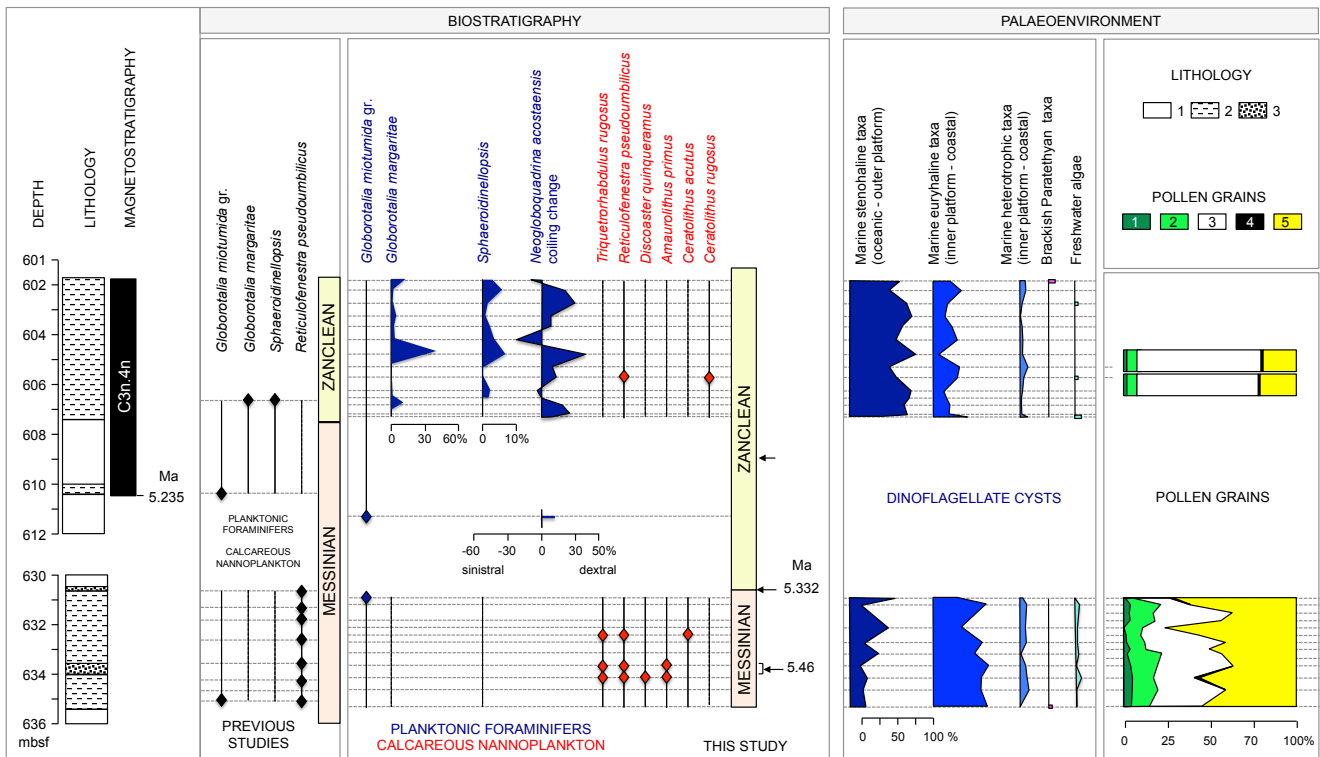 BIOSTRATIGRAPHY
PALAEOENVIRONMENT
DEPTH
LITHOLOGY
MAGNETOSTRATIGRAPHY
Globorotalia miotumida gr.
Globorotalia margaritae
Sphaeroidinellopsis
Reticulofenestra pseudoumbilicus
Globorotalia miotumida gr.
Globorotalia margaritae
Sphaeroidinellopsis
Neogloboquadrina acostaensis
coiling change
Triquetrorhabdulus rugosus
Reticulofenestra pseudoumbilicus
Discoaster quinqueramus
Amaurolithus primus
Ceratolithus acutus
Ceratolithus rugosus
Marine stenohaline taxa
(oceanic - outer platform)
Marine euryhaline taxa
(inner platform - coastal)
Marine heterotrophic taxa
(inner platform - coastal)
Brackish Paratethyan taxa
Freshwater algae
LITHOLOGY
1 2 3
POLLEN GRAINS
1 2 3 4 5
601
602
604
606
608
610
612
630
632
634
636
mbsf
C3n.4n
Ma
5.235
ZANCLEAN
MESSINIAN
PLANKTONIC
FORAMINIFERS
CALCAREOUS
NANNOPLANKTON
PREVIOUS
STUDIES
0 30 60%
0 10%
-60 -30 0 30 50%
sinistral dextral
ZANCLEAN
MESSINIAN
Ma
5.332
5.46
PLANKTONIC FORAMINIFERS
CALCAREOUS NANNOPLANKTON
THIS STUDY
DINOFLAGELLATE CYSTS
0 50 100 %
POLLEN GRAINS
0 25 50 70 100%